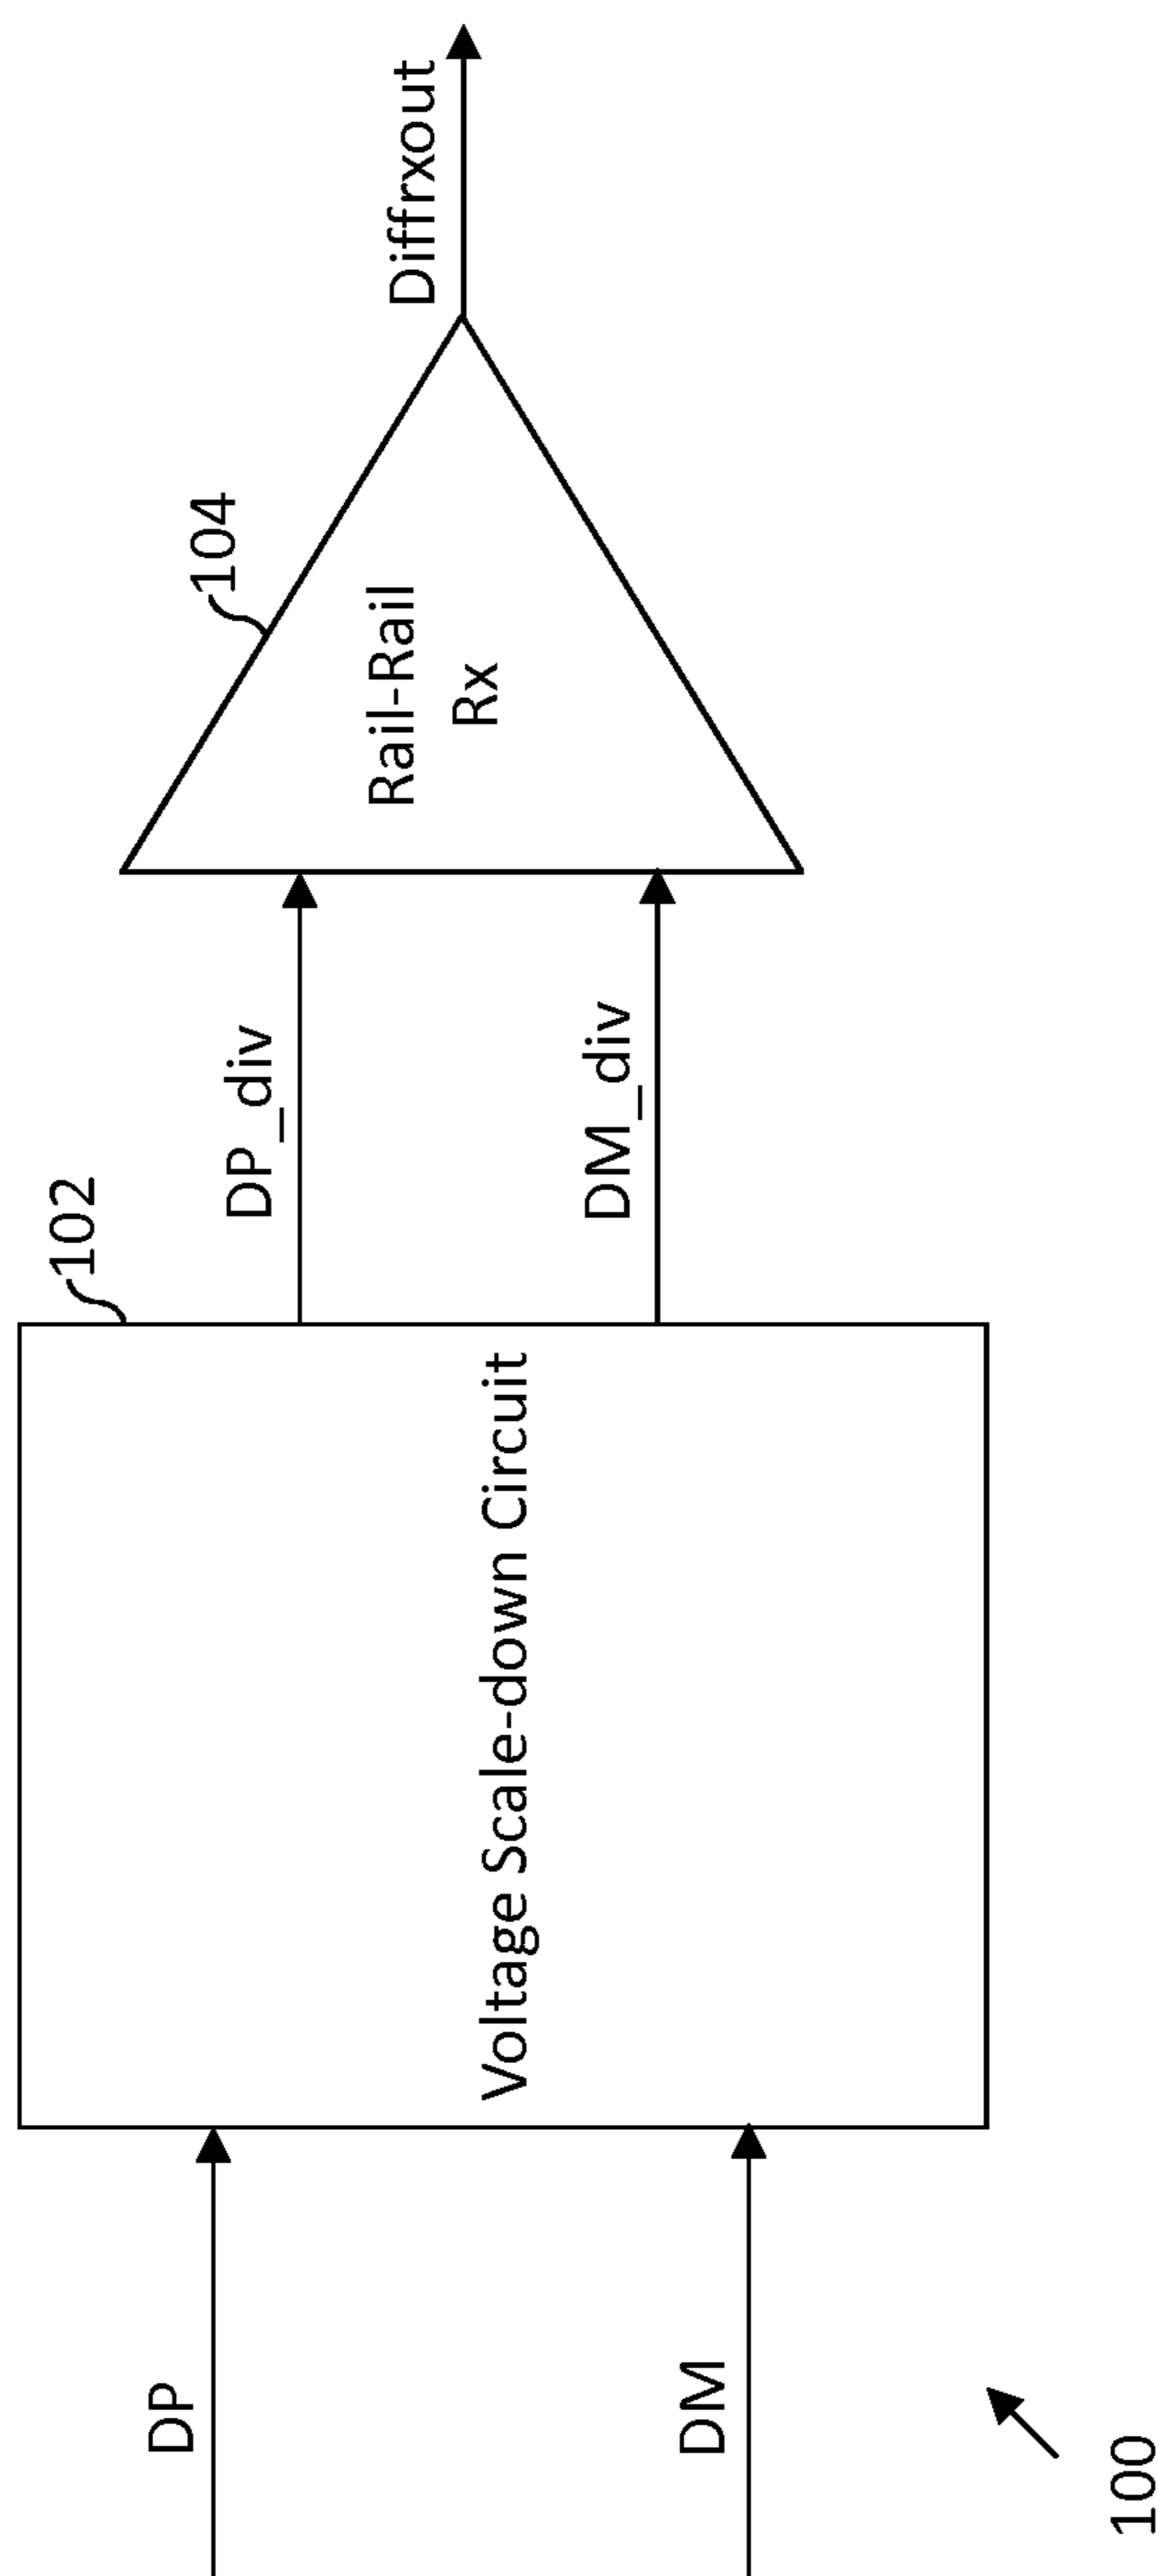 DP
DM
100
102
Voltage Scale-down Circuit
DP_div
DM_div
104
Rail-Rail
Rx
Diffrxout